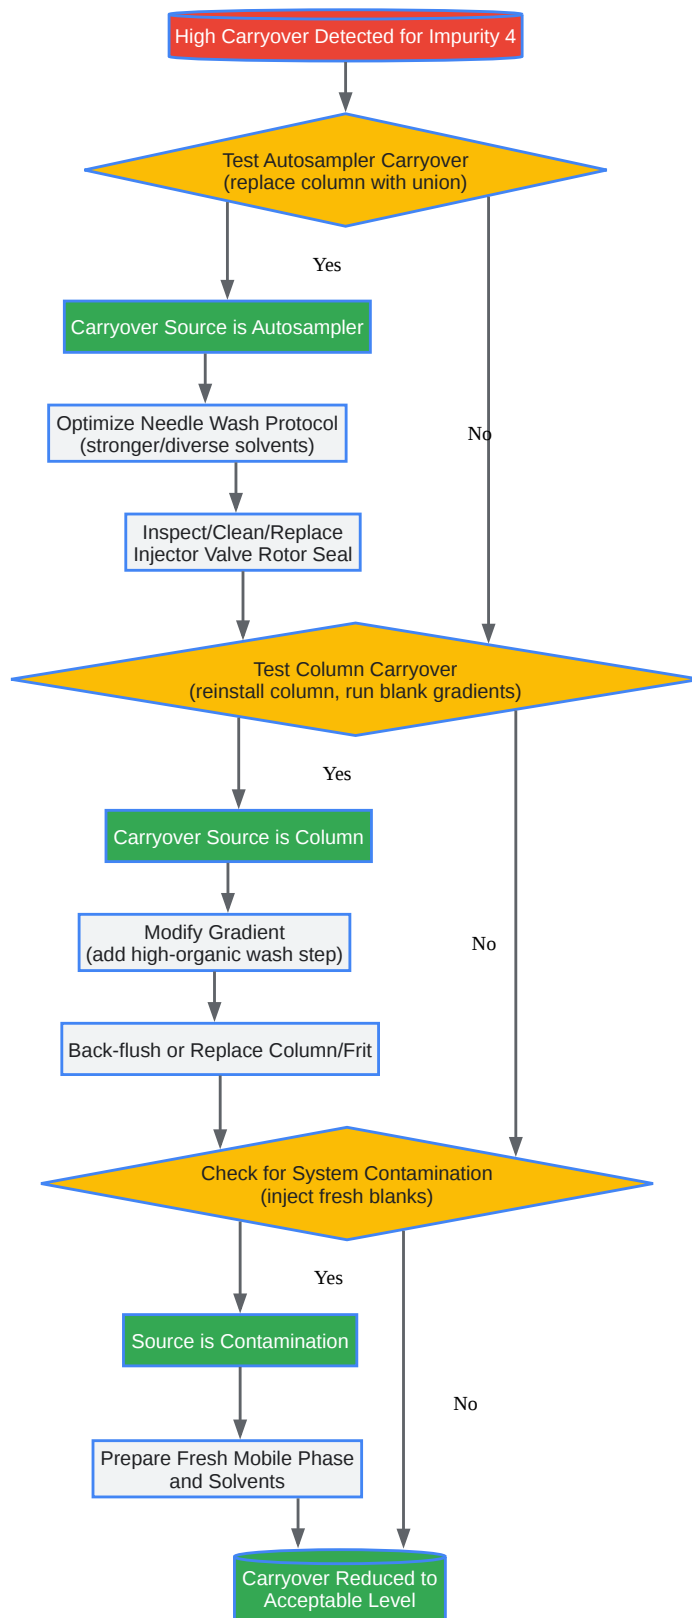 High Carryover Detected for Impurity 4
Test Autosampler Carryover
(replace column with union)
Yes
Carryover Source is Autosampler
Optimize Needle Wash Protocol
(stronger/diverse solvents)
No
Inspect/Clean/Replace
Injector Valve Rotor Seal
Test Column Carryover
(reinstall column, run blank gradients)
Yes
Carryover Source is Column
Modify Gradient
(add high-organic wash step)
No
Back-flush or Replace Column/Frit
Check for System Contamination
(inject fresh blanks)
Yes
Source is Contamination
No
Prepare Fresh Mobile Phase
and Solvents
Carryover Reduced to
Acceptable Level